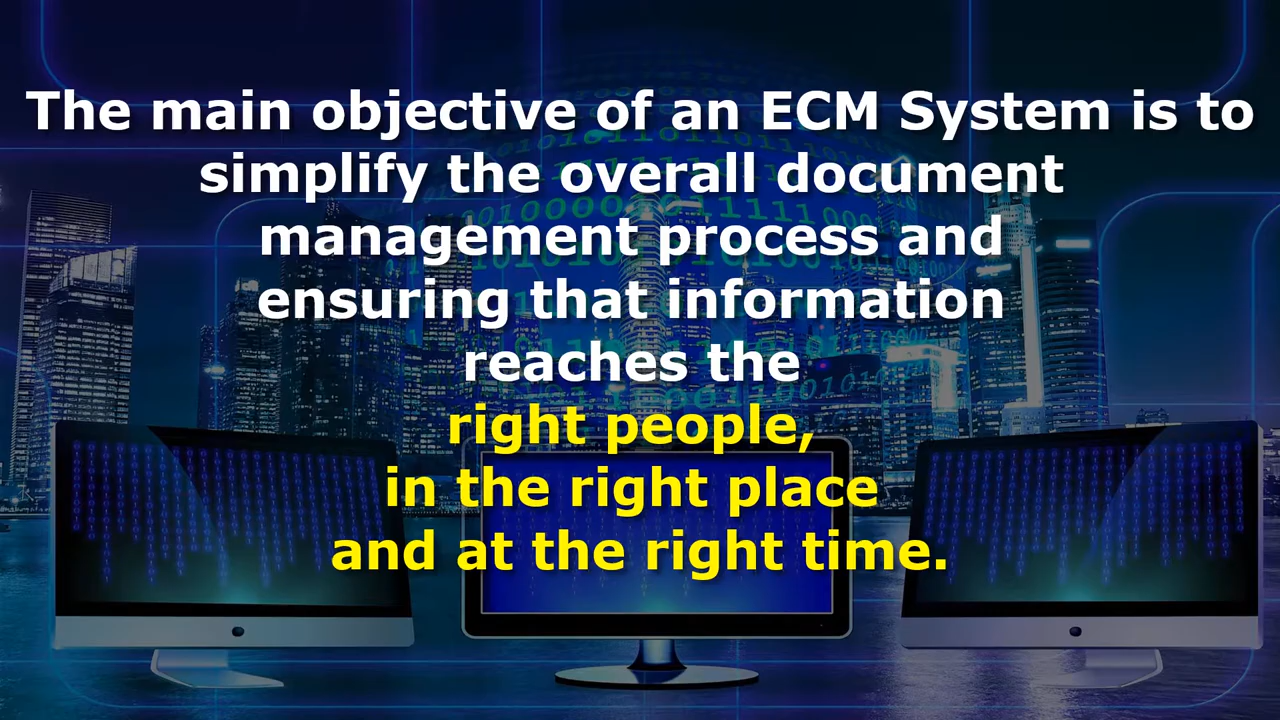 The main objective of an ECM System is to
simplify the overall document
management process and
ensuring that information
reaches the
right people,
in the right place
and at the right time.